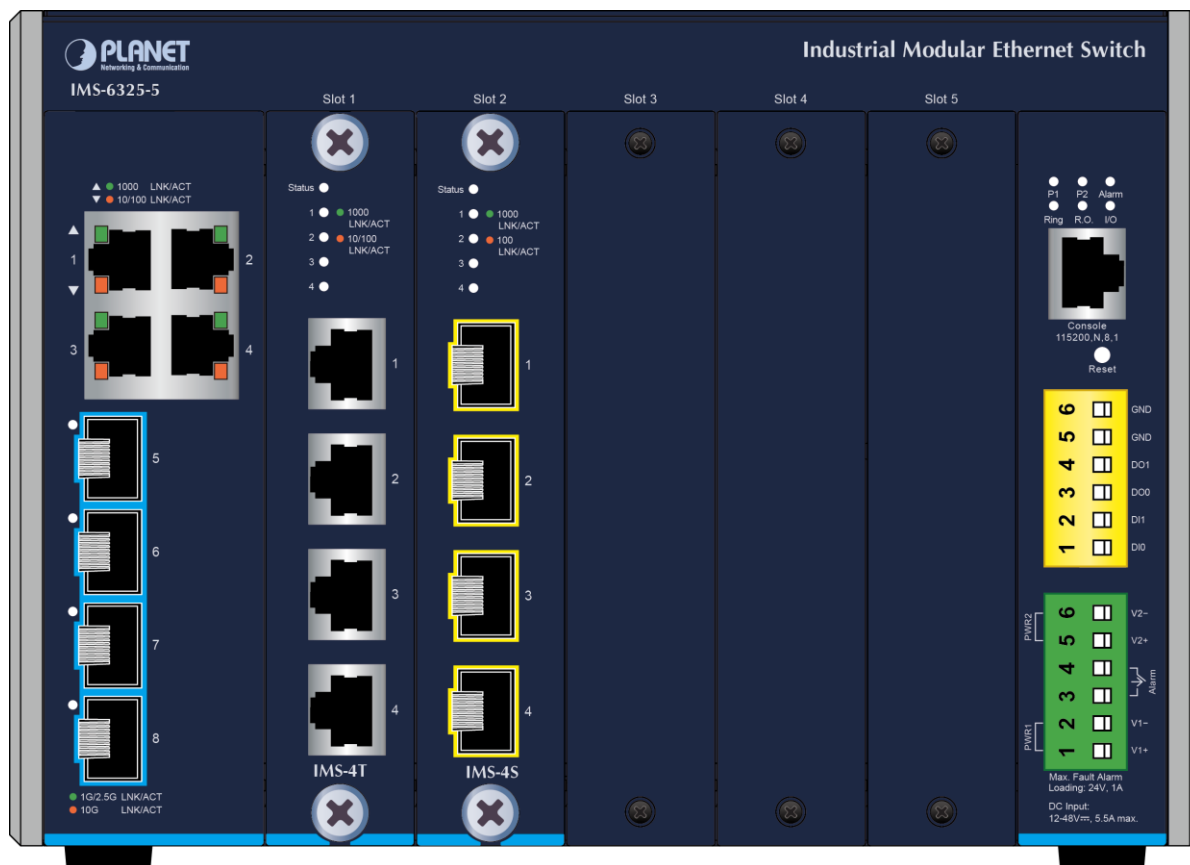 PLANET
Networking & Communication
IMS-6325-5
Industrial Modular Ethernet Switch
Slot 1
Slot 2
Slot 3
Slot 4
Slot 5
▲ 1000 LNK/ACT
▼ 10/100 LNK/ACT
▲
1
▼
2
3
4
5
6
7
8
1G/2.5G LNK/ACT
10G LNK/ACT
Status
1 1000
LNK/ACT
2 10/100
LNK/ACT
3
4
1
2
3
4
IMS-4T
Status
1 1000
LNK/ACT
2 100
LNK/ACT
3
4
1
2
3
4
IMS-4S
P1 P2 Alarm
Ring R.O. I/O
Console
115200,N,8,1
Reset
6 GND
5 GND
4 DO1
3 DO0
2 DI1
1 DI0
PWR2
6 V2−
5 V2+
4
3
Alarm
PWR1
2 V1−
1 V1+
Max. Fault Alarm
Loading: 24V, 1A
DC Input:
12-48V⎓, 5.5A max.